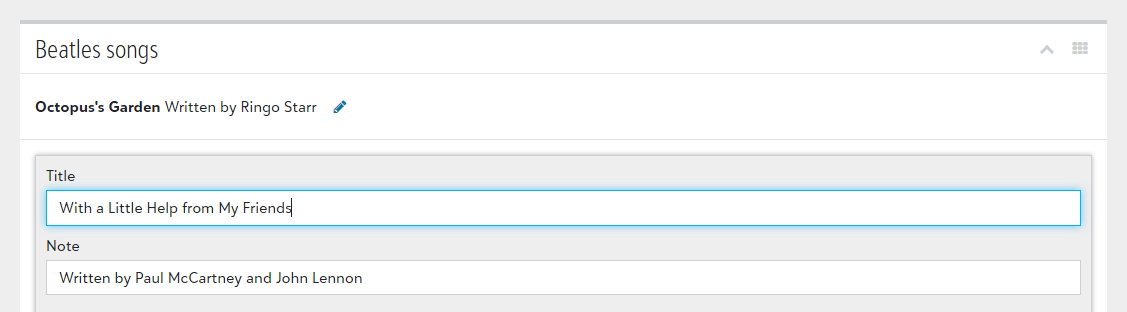 Beatles songs
Octopus's Garden Written by Ringo Starr
Title
With a Little Help from My Friends
Note
Written by Paul McCartney and John Lennon